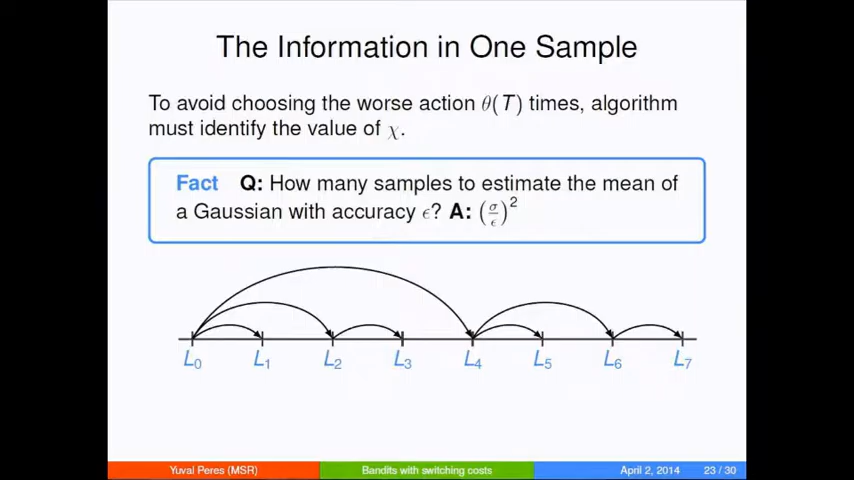 The Information in One Sample
To avoid choosing the worse action θ(T) times, algorithm
must identify the value of χ.
Fact Q: How many samples to estimate the mean of
a Gaussian with accuracy ϵ? A: (σ/ϵ)²
L₀ L₁ L₂ L₃ L₄ L₅ L₆ L₇
Yuval Peres (MSR) Bandits with switching costs April 2, 2014 23 / 30